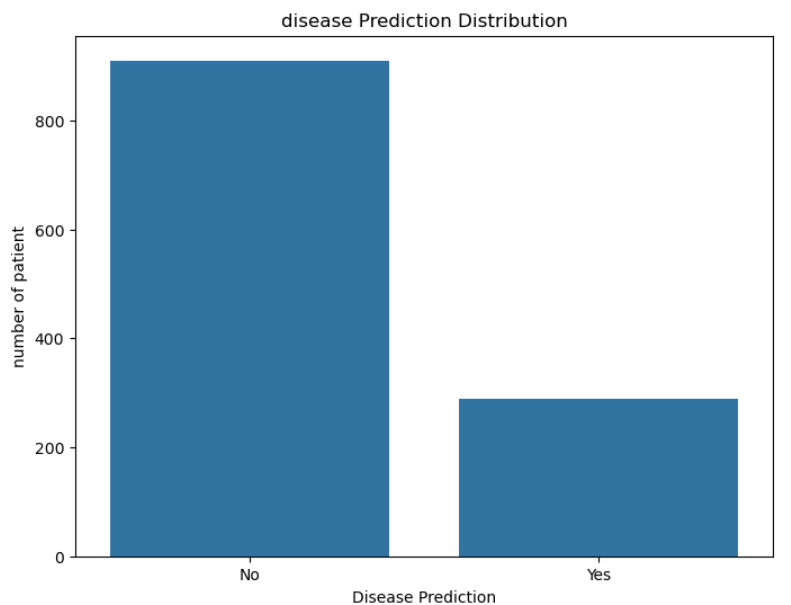 disease Prediction Distribution
number of patient
800
600
400
200
0
No
Yes
Disease Prediction